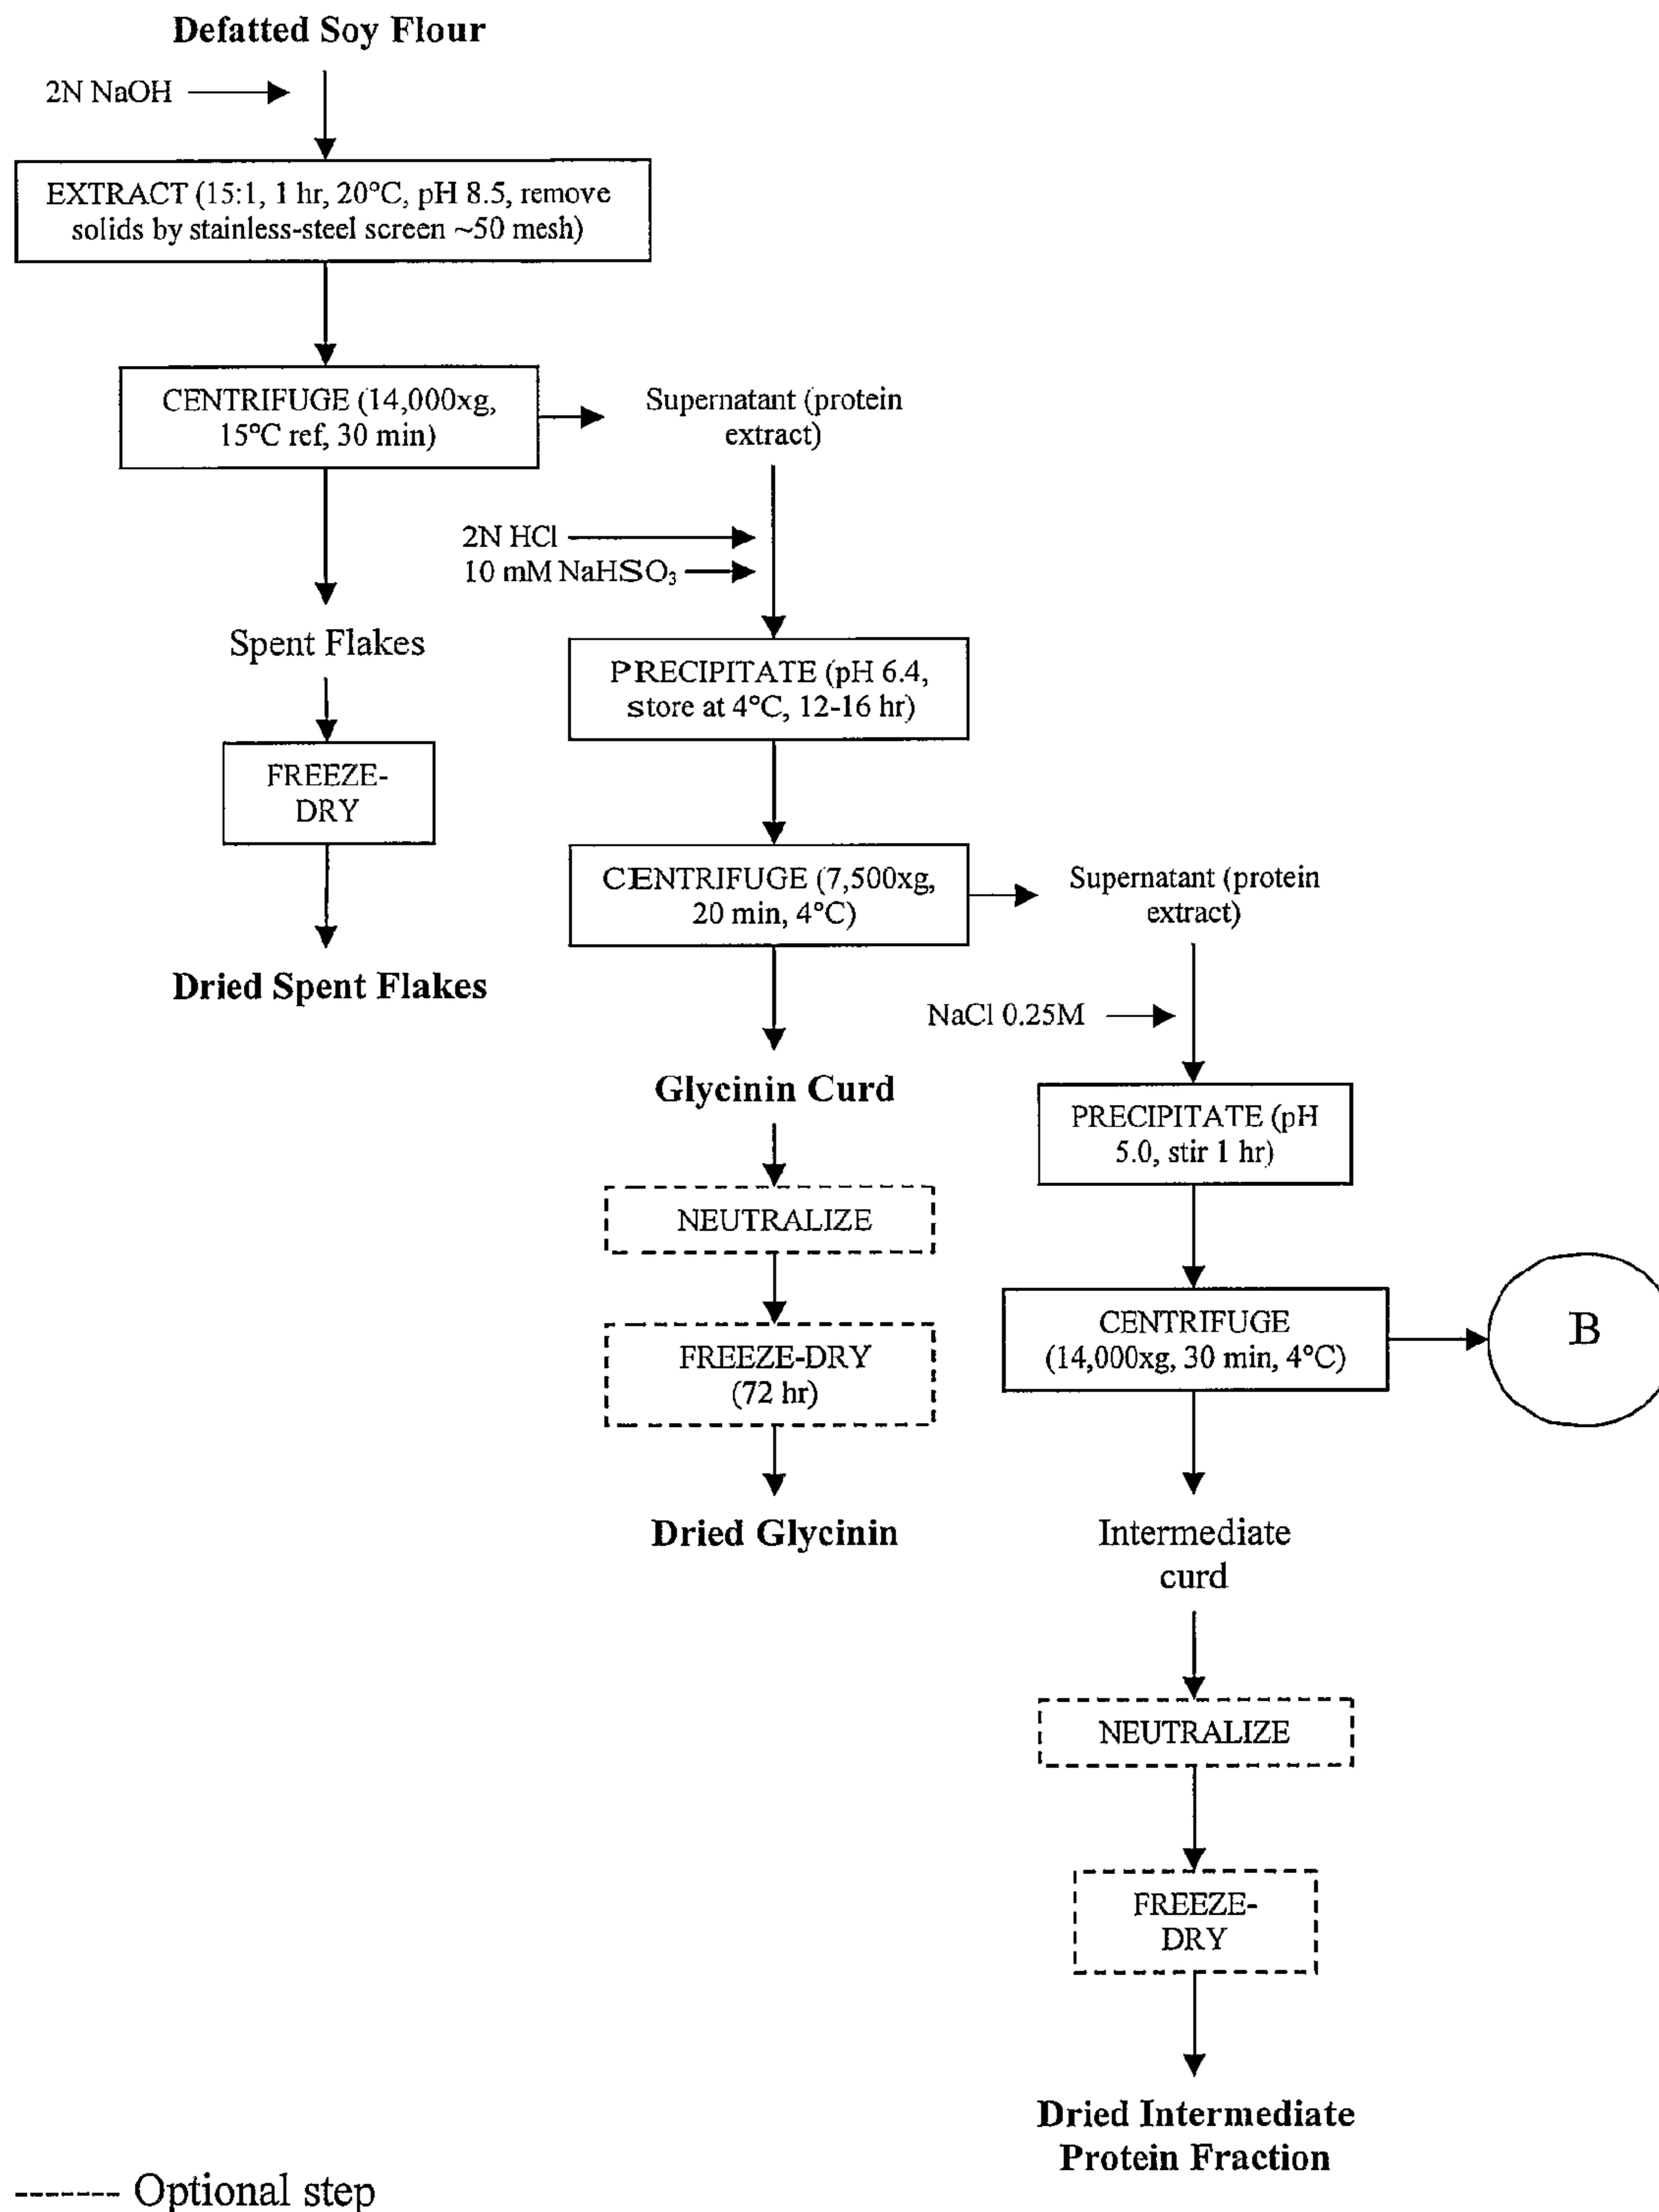 Defatted Soy Flour
2N NaOH
EXTRACT (15:1, 1 hr, 20°C, pH 8.5, remove
solids by stainless-steel screen ~50 mesh)
CENTRIFUGE (14,000xg,
15°C ref, 30 min)
Supernatant (protein
extract)
2N HCl
10 mM NaHSO₃
Spent Flakes
PRECIPITATE (pH 6.4,
store at 4°C, 12-16 hr)
FREEZE-
DRY
CENTRIFUGE (7,500xg,
20 min, 4°C)
Supernatant (protein
extract)
Dried Spent Flakes
NaCl 0.25M
Glycinin Curd
PRECIPITATE (pH
5.0, stir 1 hr)
NEUTRALIZE
CENTRIFUGE
(14,000xg, 30 min, 4°C)
B
FREEZE-DRY
(72 hr)
Dried Glycinin
Intermediate
curd
NEUTRALIZE
FREEZE-
DRY
Dried Intermediate
Protein Fraction
------- Optional step